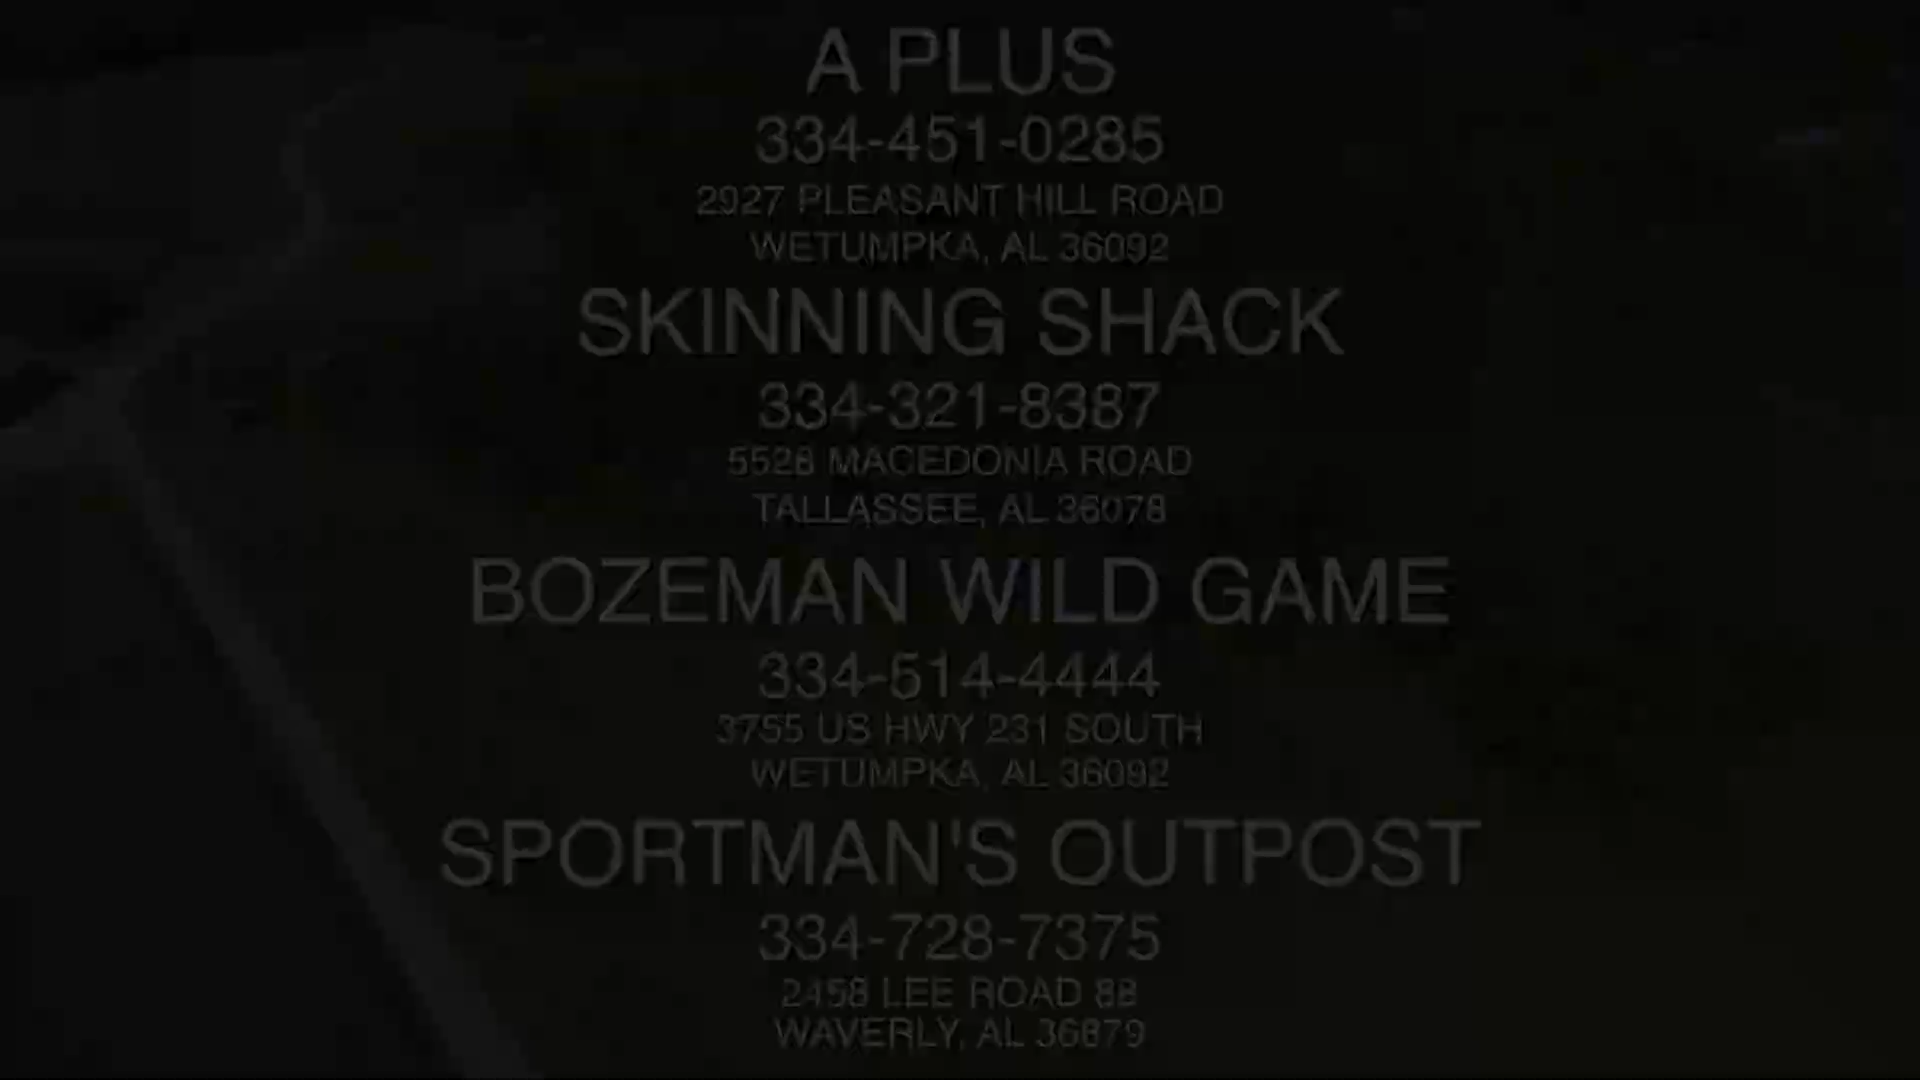 A PLUS
334-451-0285
2927 PLEASANT HILL ROAD
WETUMPKA, AL 36092
SKINNING SHACK
334-321-8387
5528 MACEDONIA ROAD
TALLASSEE, AL 36078
BOZEMAN WILD GAME
334-514-4444
3755 US HWY 231 SOUTH
WETUMPKA, AL 36092
SPORTMAN'S OUTPOST
334-728-7375
2458 LEE ROAD
WAVERLY, AL 36879